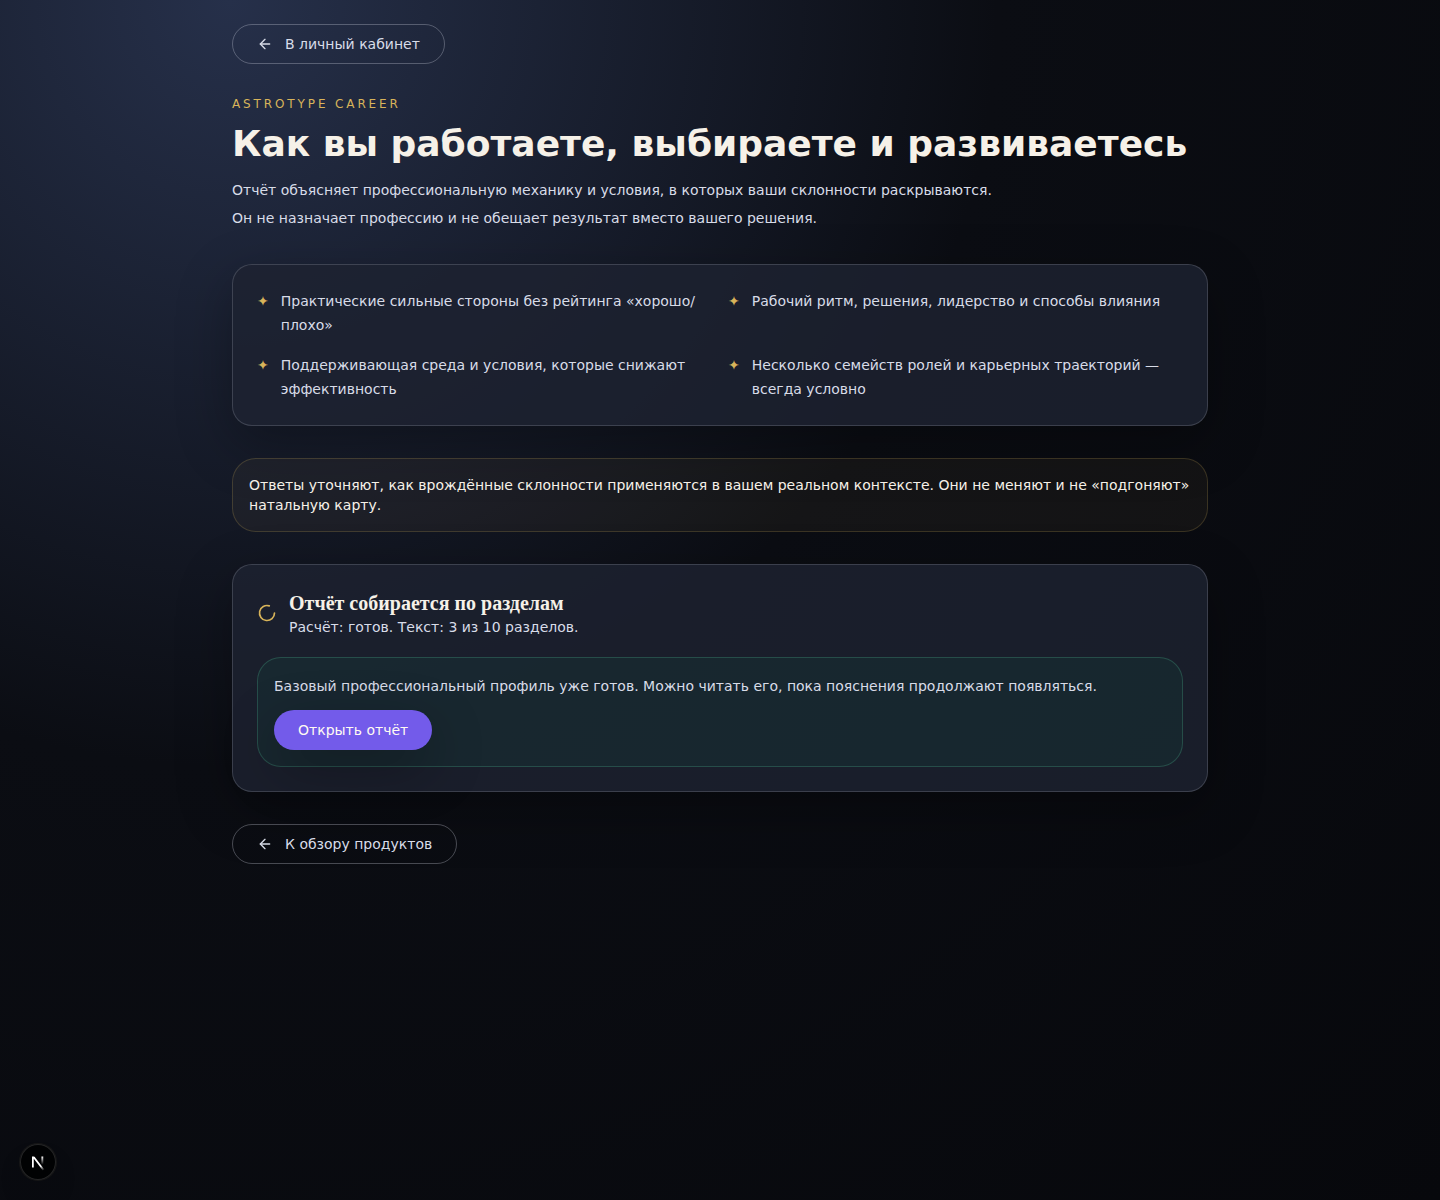 В личный кабинет
ASTROTYPE CAREER
Как вы работаете, выбираете и развиваетесь
Отчёт объясняет профессиональную механику и условия, в которых ваши склонности раскрываются.
Он не назначает профессию и не обещает результат вместо вашего решения.
Практические сильные стороны без рейтинга «хорошо/
плохо»
Рабочий ритм, решения, лидерство и способы влияния
Поддерживающая среда и условия, которые снижают
эффективность
Несколько семейств ролей и карьерных траекторий —
всегда условно
Ответы уточняют, как врождённые склонности применяются в вашем реальном контексте. Они не меняют и не «подгоняют»
натальную карту.
Отчёт собирается по разделам
Расчёт: готов. Текст: 3 из 10 разделов.
Базовый профессиональный профиль уже готов. Можно читать его, пока пояснения продолжают появляться.
Открыть отчёт
К обзору продуктов
N